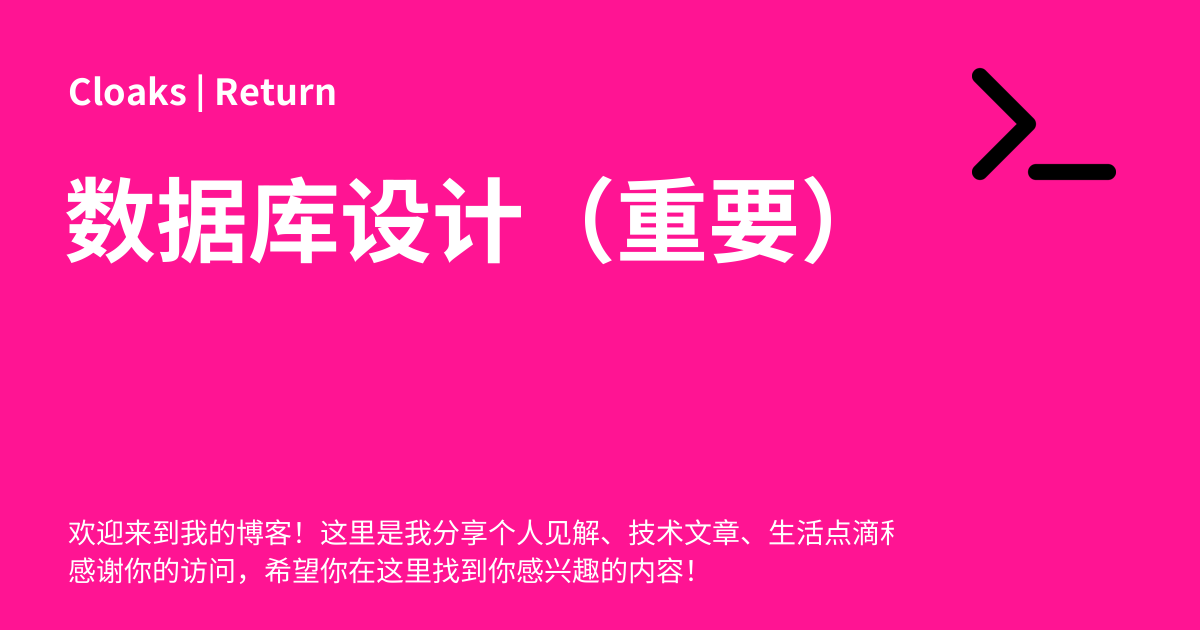 Cloaks | Return
数据库设计（重要）
欢迎来到我的博客！这里是我分享个人见解、技术文章、生活点滴
感谢你的访问，希望你在这里找到你感兴趣的内容！